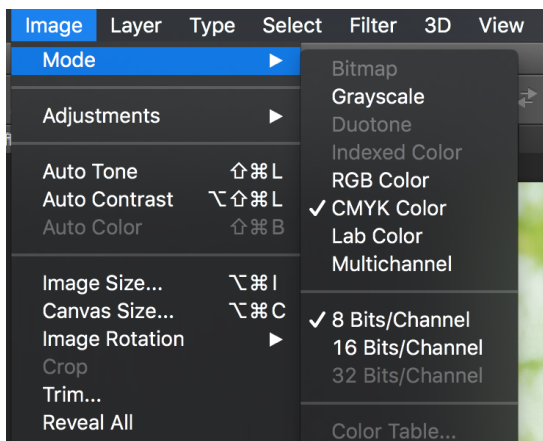 Image Layer Type Select Filter 3D View
Mode
Adjustments
Auto Tone ⇧⌘L
Auto Contrast ⌥⇧⌘L
Auto Color ⇧⌘B
Image Size... ⌥⌘I
Canvas Size... ⌥⌘C
Image Rotation
Crop
Trim...
Reveal All
Bitmap
Grayscale
Duotone
Indexed Color
RGB Color
✓ CMYK Color
Lab Color
Multichannel
✓ 8 Bits/Channel
16 Bits/Channel
32 Bits/Channel
Color Table...